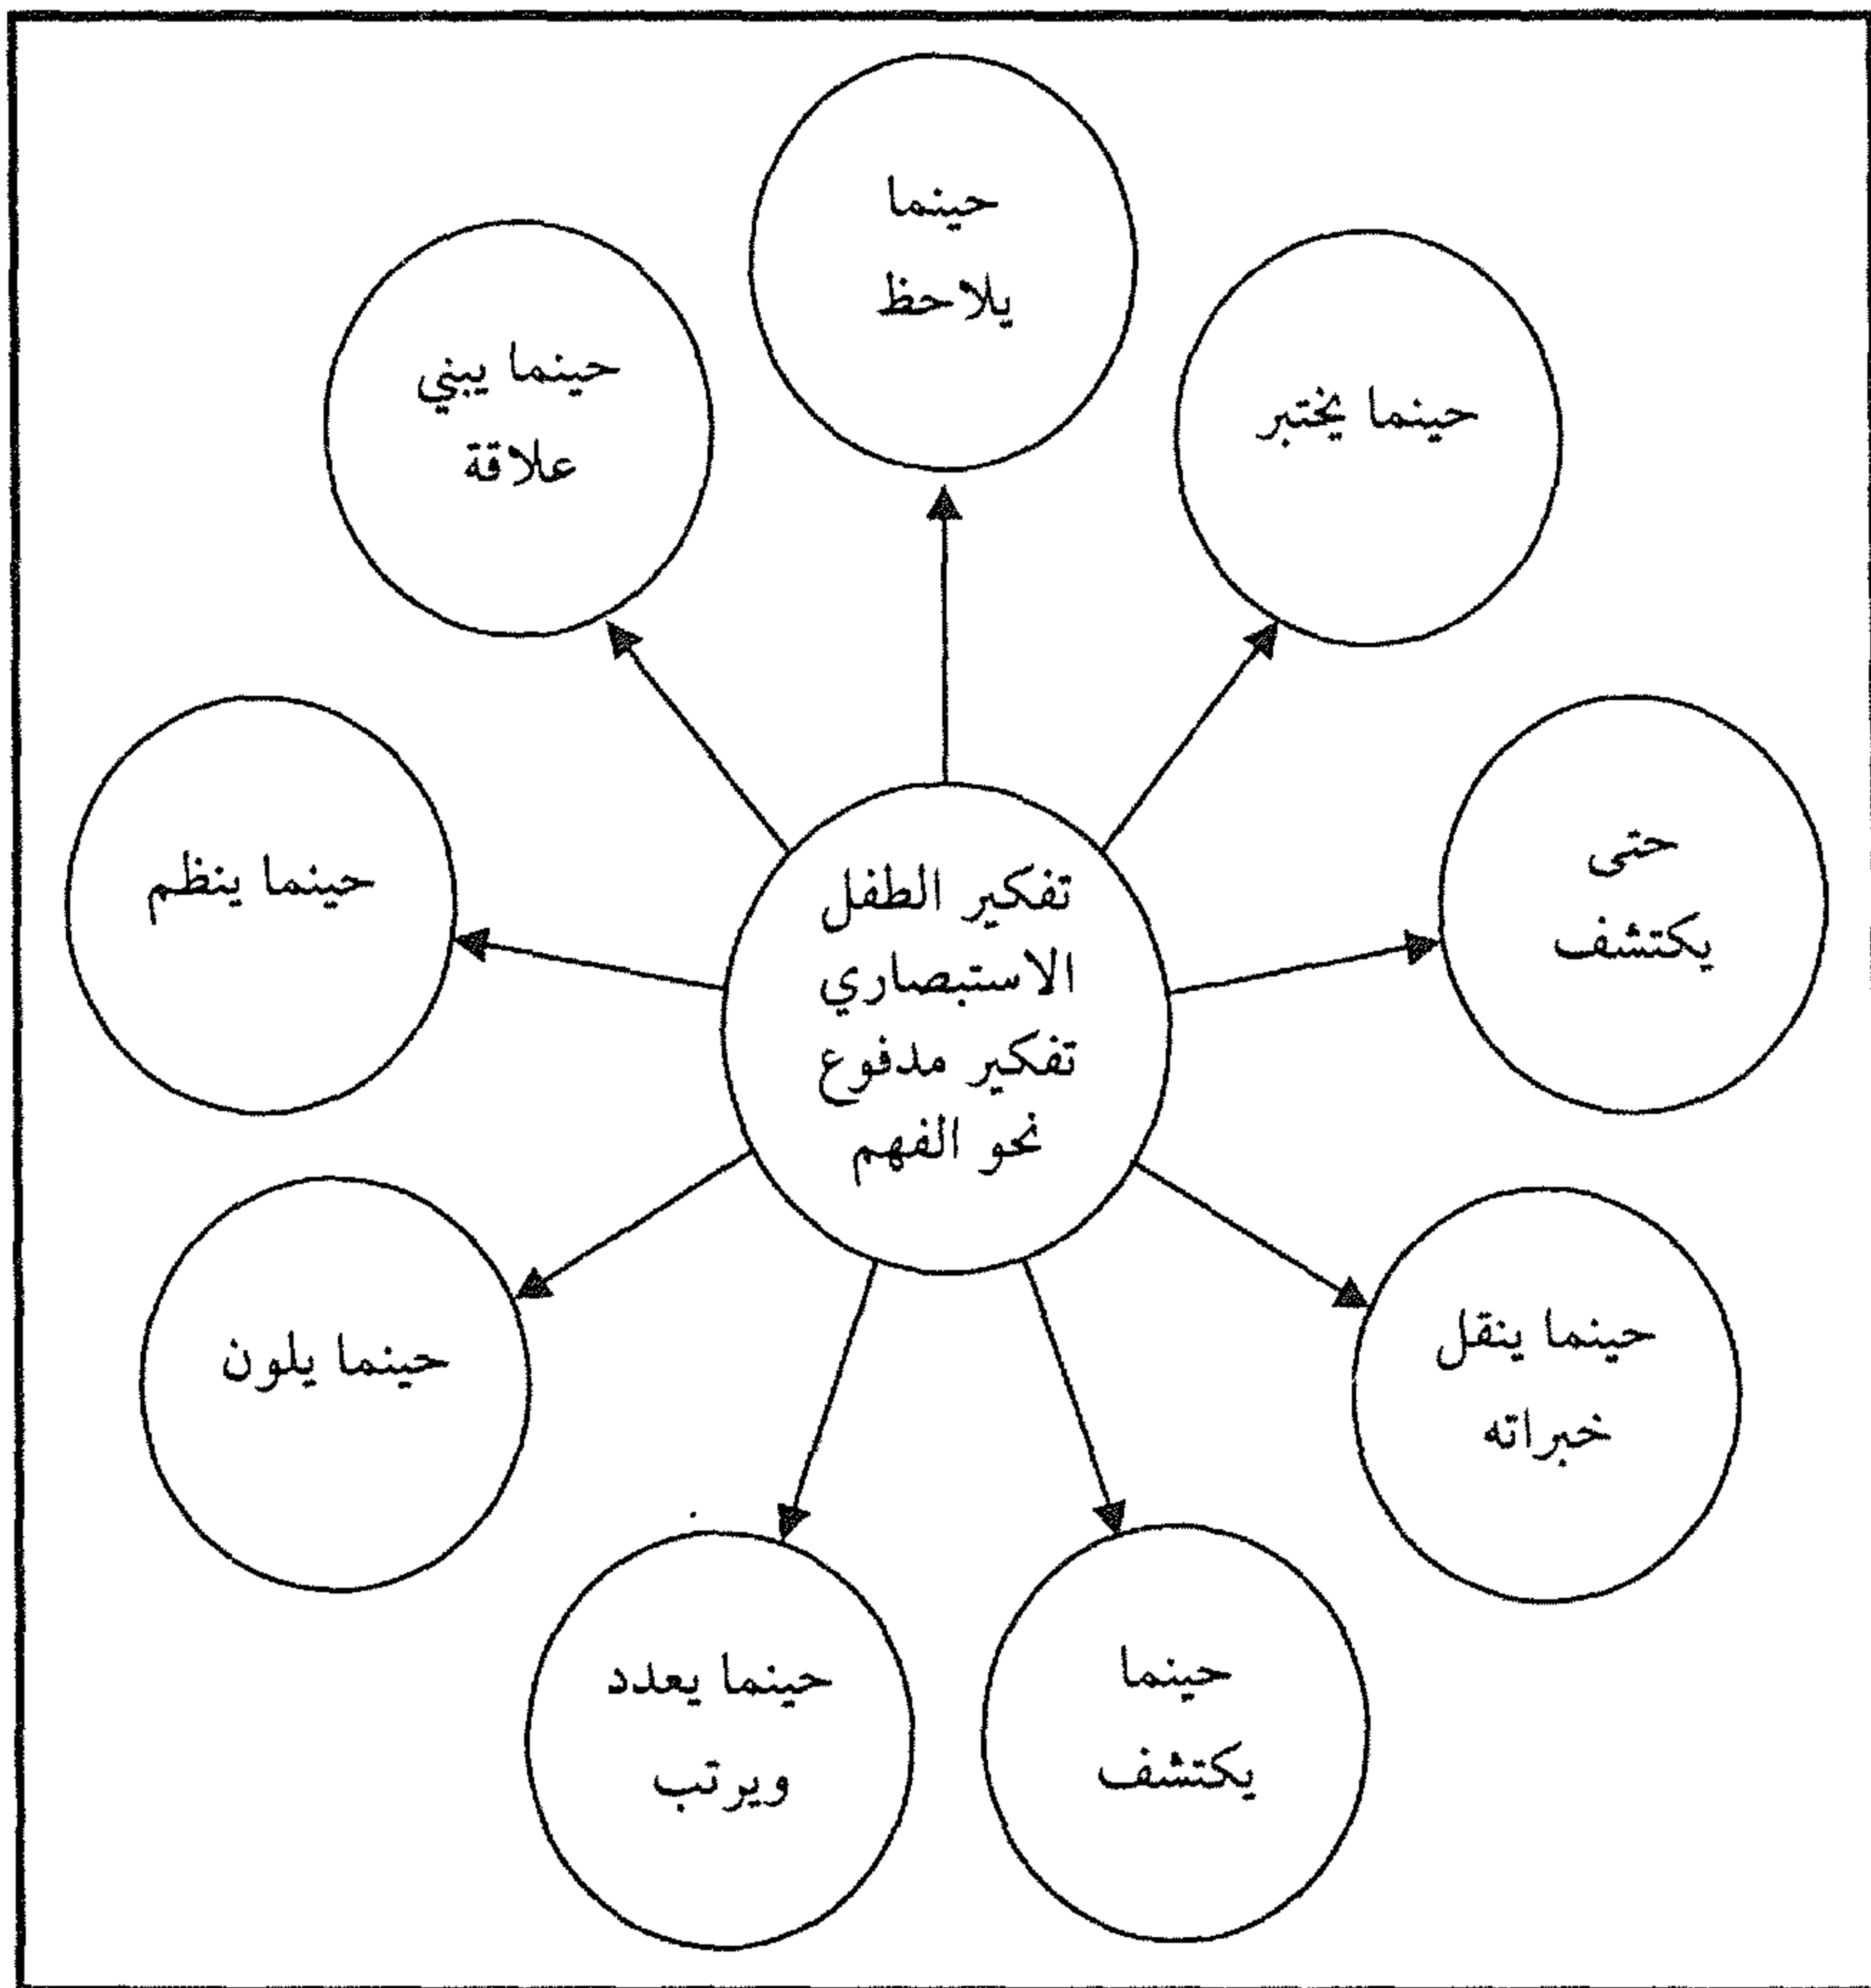 حينما
يلاحظ
حينما يختبر
حينما يبني
علاقة
حتى
يكتشف
تفكير الطفل
الاستبصاري
تفكير مدفوع
نحو الفهم
حينما ينظم
حينما ينقل
خبراته
حينما يلون
حينما
يكتشف
حينما يعدد
ويرتب